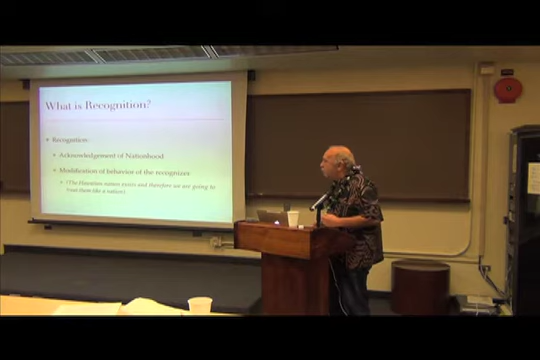 What is Recognition?
Recognition:
Acknowledgement of Nationhood
Modification of behavior of the recognizer
(The Hawaiian nation exists and therefore we are going to
treat them like a nation)